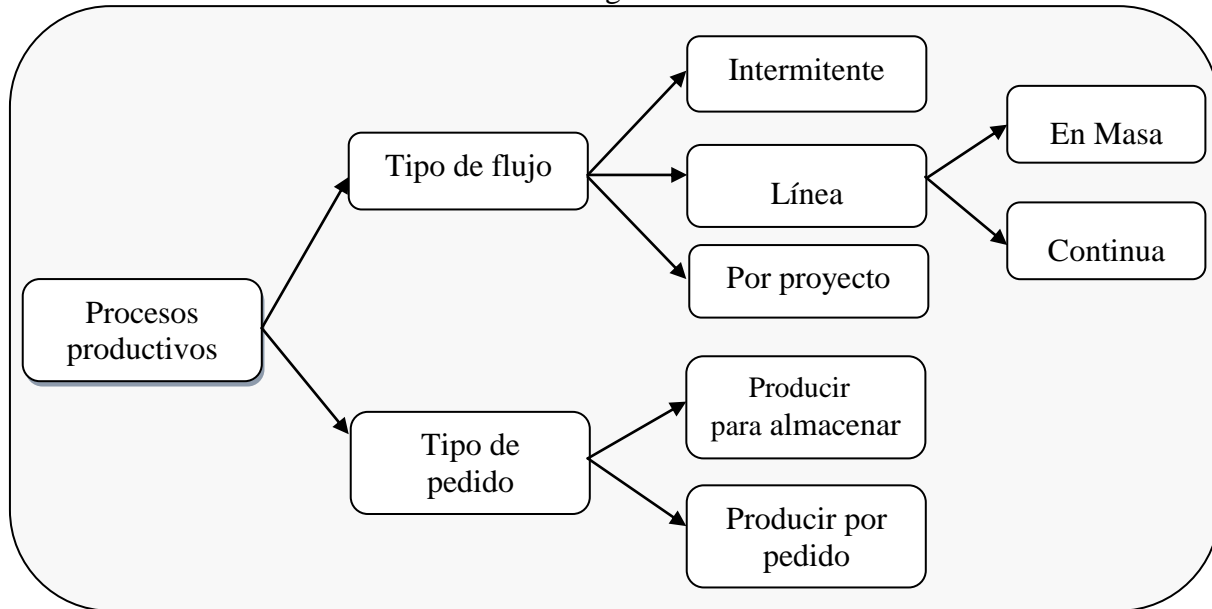 Intermitente
En Masa
Tipo de flujo
Línea
Continua
Por proyecto
Procesos
productivos
Producir
para almacenar
Tipo de
pedido
Producir por
pedido